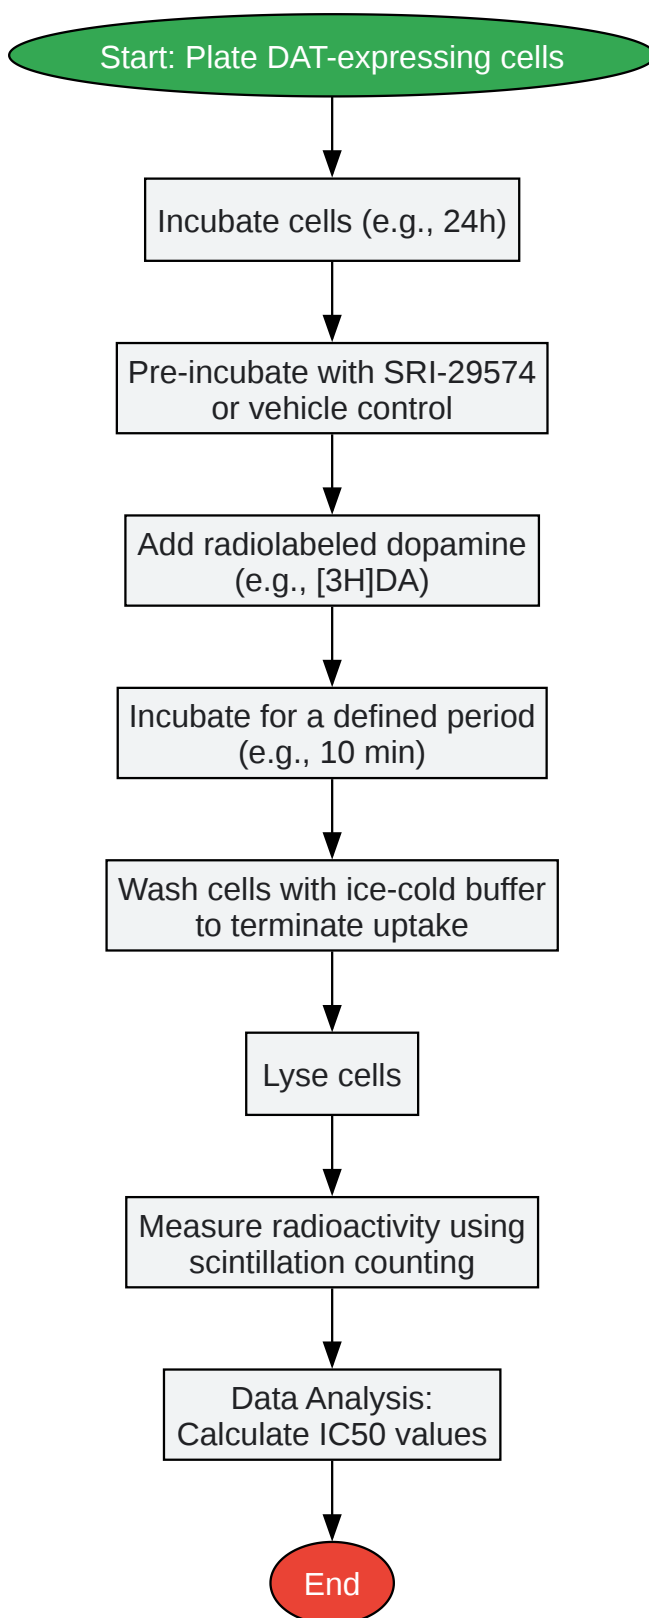 Start: Plate DAT-expressing cells
Incubate cells (e.g., 24h)
Pre-incubate with SRI-29574
or vehicle control
Add radiolabeled dopamine
(e.g., [3H]DA)
Incubate for a defined period
(e.g., 10 min)
Wash cells with ice-cold buffer
to terminate uptake
Lyse cells
Measure radioactivity using
scintillation counting
Data Analysis:
Calculate IC50 values
End